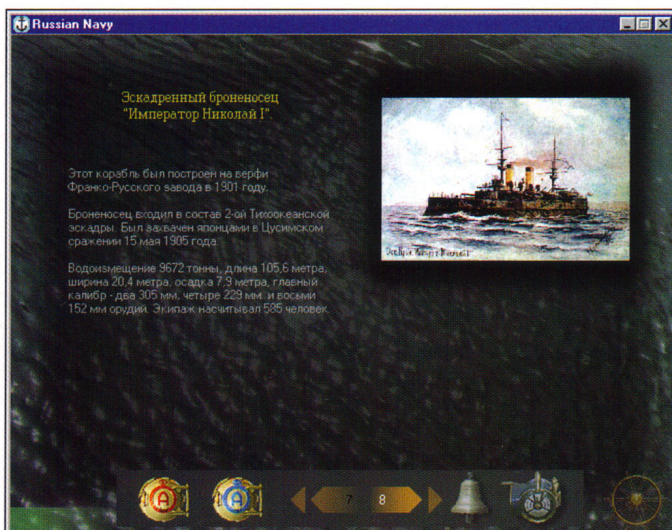 Russian Navy
Эскадренный броненосец
"Император Николай I".
Этот корабль был построен на верфи
Франко-Русского завода в 1901 году.
Броненосец входил в состав 2-ой Тихоокеанской
эскадры. Был захвачен японцами в Цусимском
сражении 15 мая 1905 года.
Водоизмещение 9672 тонны, длина 105,6 метра,
ширина 20,4 метра, осадка 7,9 метра, главный
калибр - два 305 мм, четыре 229 мм. и восьми
152 мм орудий. Экипаж насчитывал 585 человек.
А А 7 8